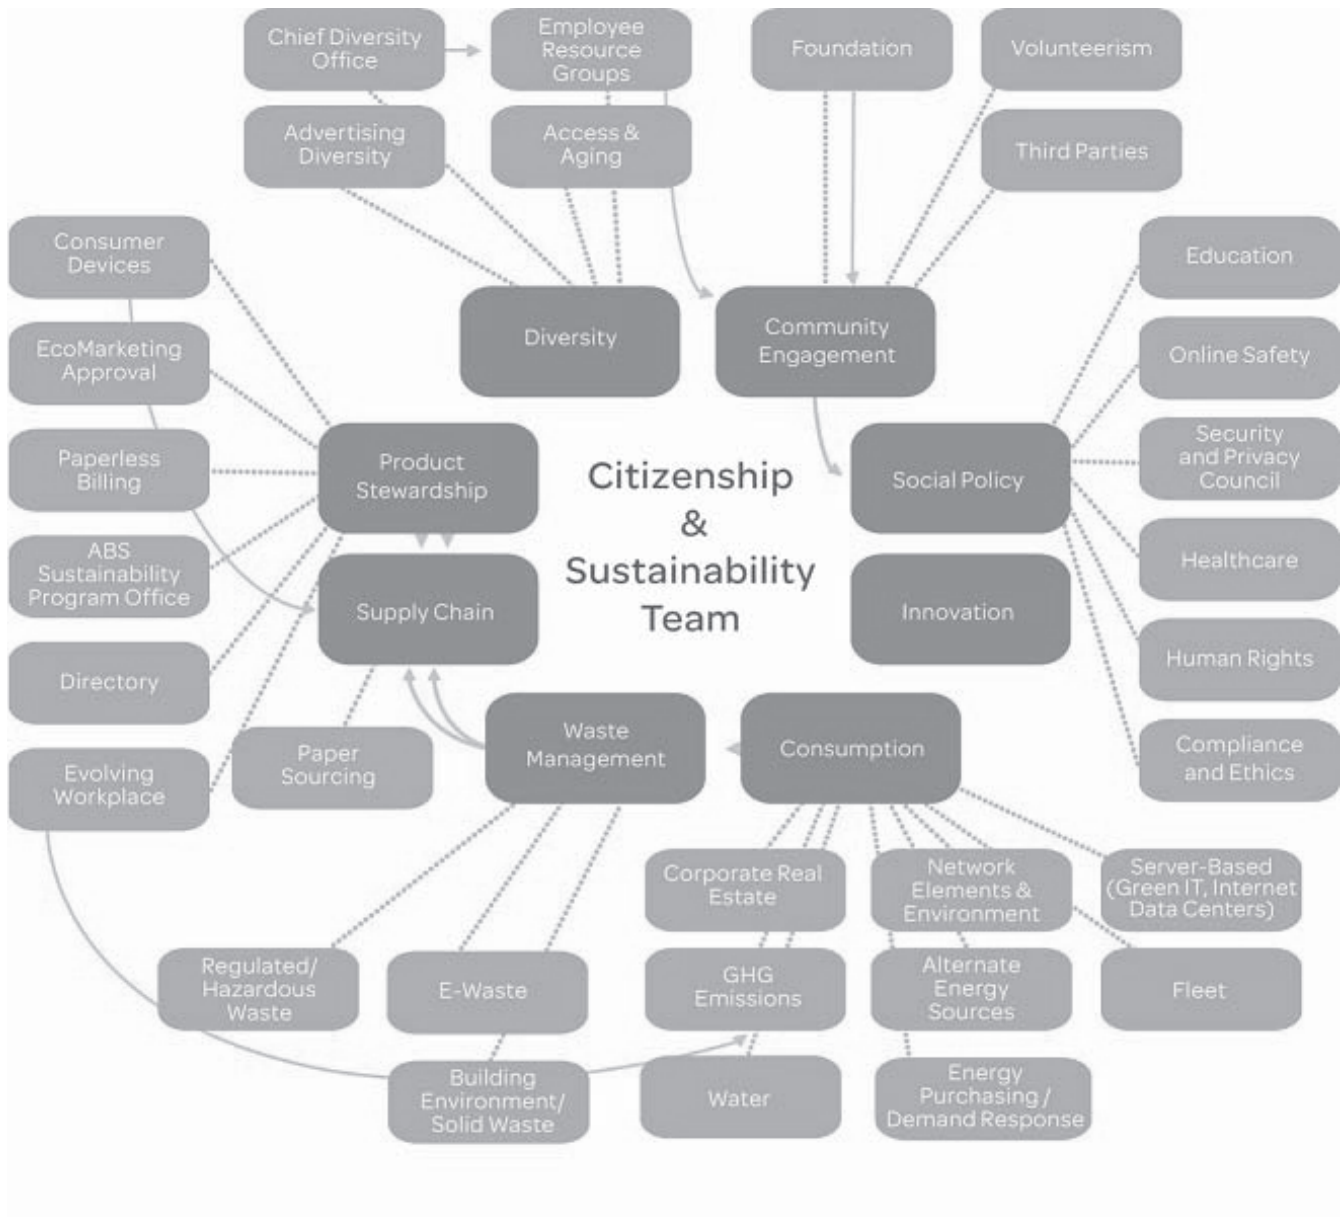 Chief Diversity
Office
Employee
Resource
Groups
Foundation
Volunteerism
Advertising
Diversity
Access &
Aging
Third Parties
Consumer
Devices
Education
Diversity
Community
Engagement
EcoMarketing
Approval
Online Safety
Paperless
Billing
Product
Stewardship
Citizenship
&
Sustainability
Team
Social Policy
Security
and Privacy
Council
ABS
Sustainability
Program Office
Supply Chain
Innovation
Healthcare
Directory
Human Rights
Evolving
Workplace
Paper
Sourcing
Waste
Management
Consumption
Compliance
and Ethics
Corporate Real
Estate
Network
Elements &
Environment
Server-Based
(Green IT, Internet
Data Centers)
Regulated/
Hazardous
Waste
E-Waste
GHG
Emissions
Alternate
Energy
Sources
Fleet
Building
Environment/
Solid Waste
Water
Energy
Purchasing /
Demand Response